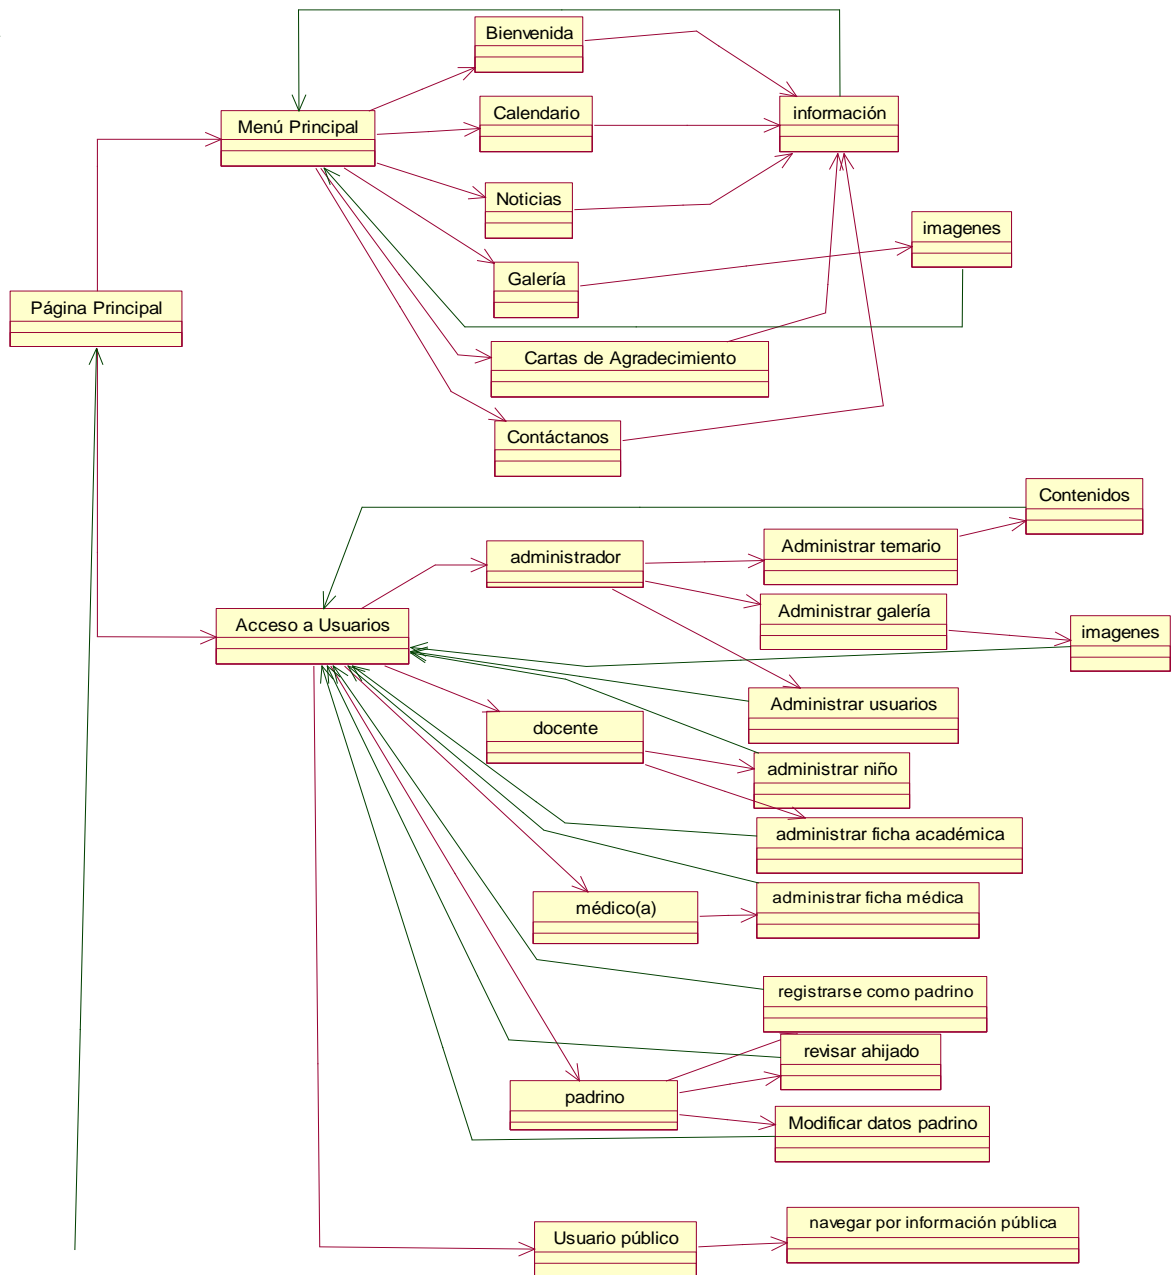 Bienvenida
Menú Principal
Calendario
información
Noticias
imagenes
Galería
Página Principal
Cartas de Agradecimiento
Contáctanos
Contenidos
administrador
Administrar temario
Acceso a Usuarios
Administrar galería
imagenes
Administrar usuarios
docente
administrar niño
administrar ficha académica
médico(a)
administrar ficha médica
registrarse como padrino
revisar ahijado
padrino
Modificar datos padrino
Usuario público
navegar por información pública